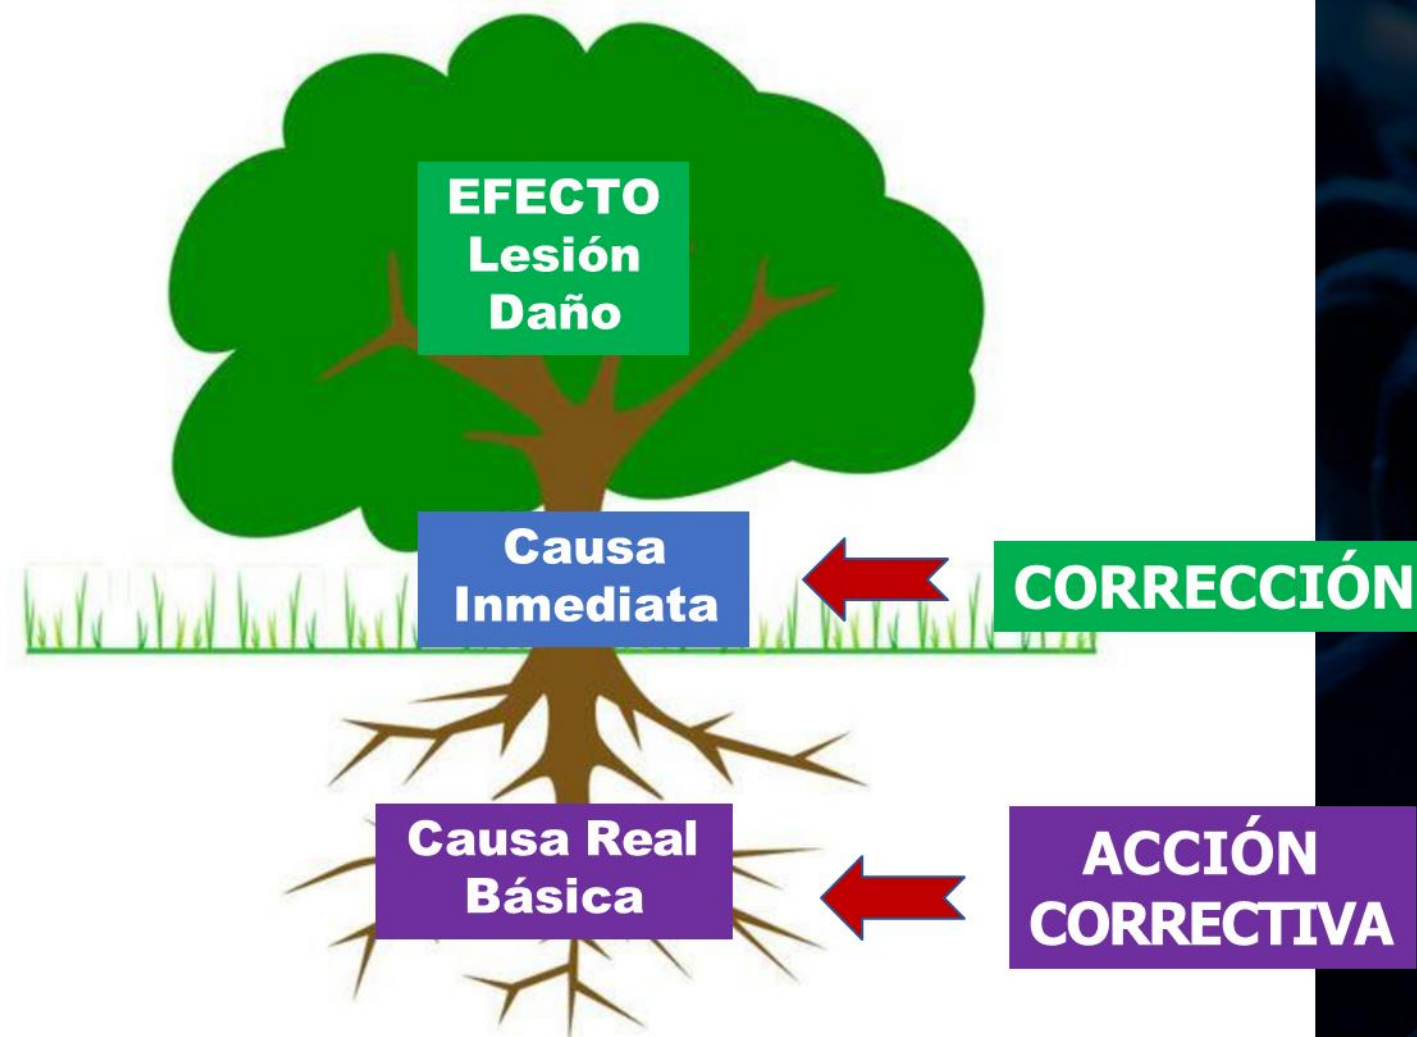 EFECTO
Lesión
Daño
Causa
Inmediata
CORRECCIÓN
Causa Real
Básica
ACCIÓN
CORRECTIVA